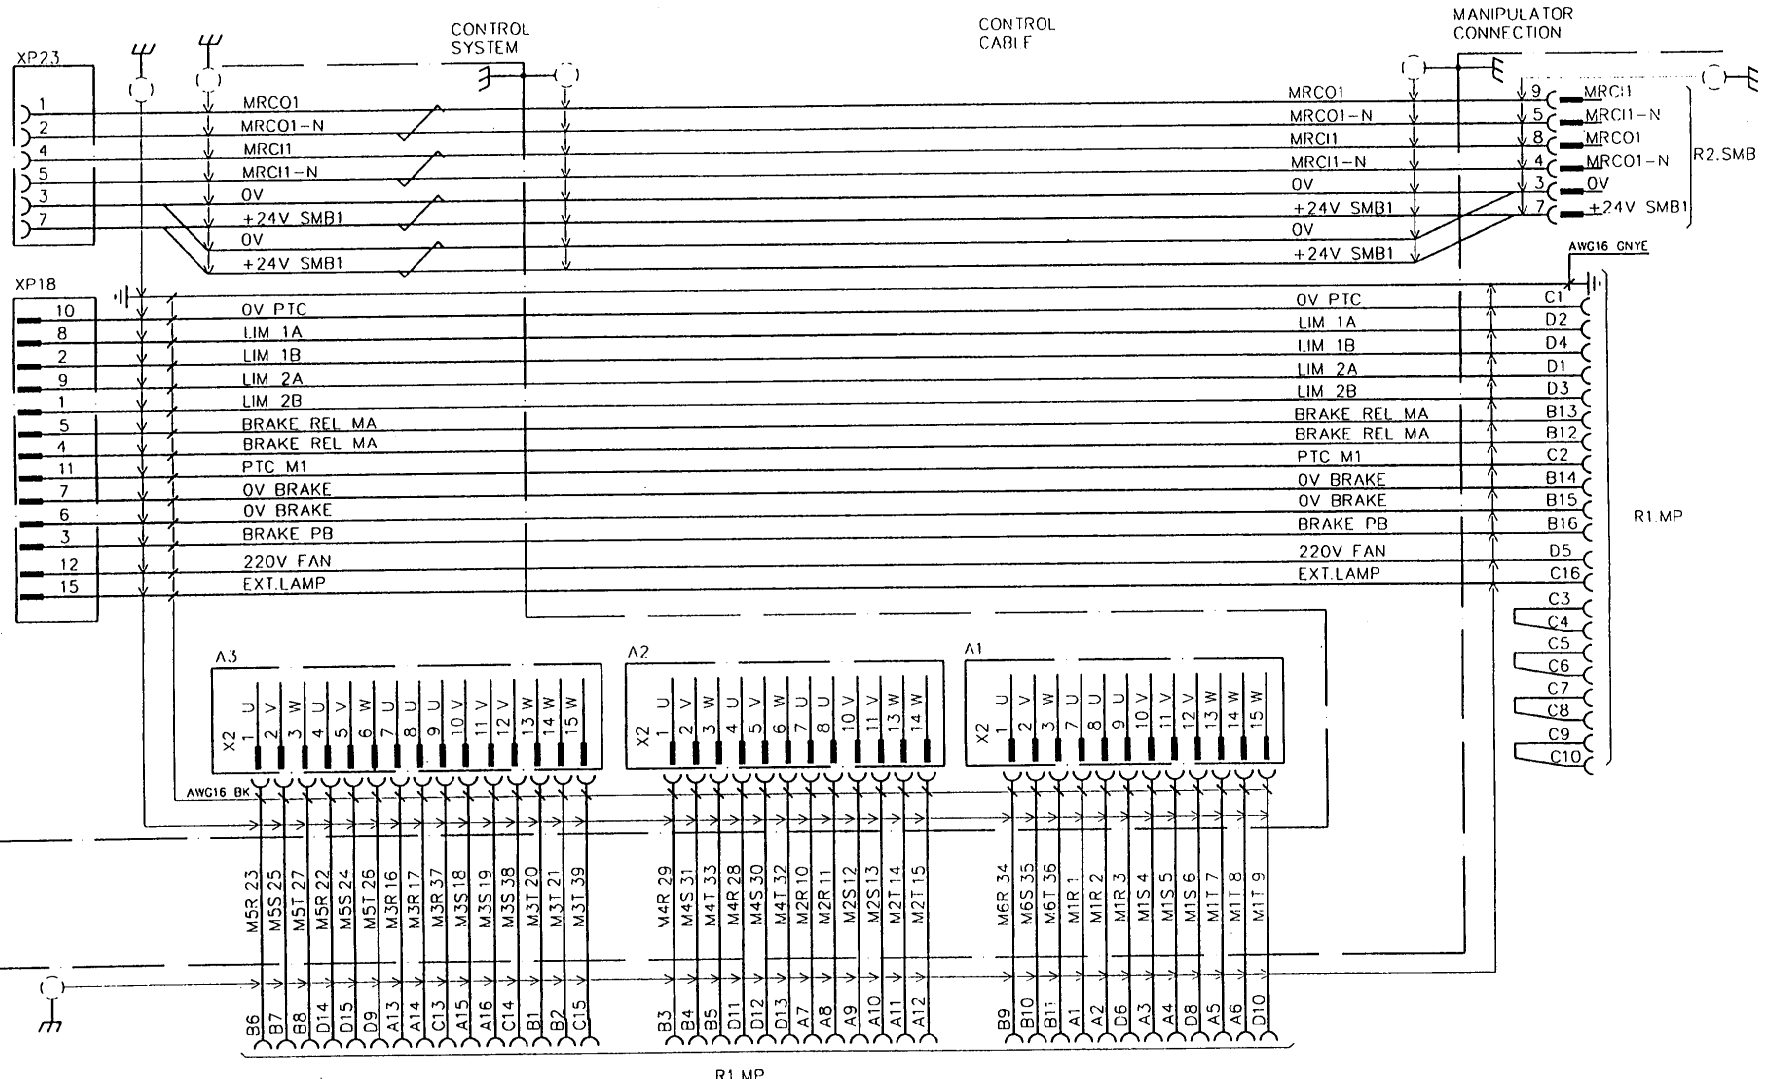 CONTROL
SYSTEM
CONTROL
CABLE
MANIPULATOR
CONNECTION
XP23
1 MRCO1 MRCO1 9 MRCI1
2 MRCO1-N MRCO1-N 5 MRCI1-N
4 MRCI1 MRCI1 8 MRCO1
5 MRCI1-N MRCI1-N 4 MRCO1-N
3 0V 0V 3 0V
7 +24V SMB1 +24V SMB1 7 +24V SMB1
0V 0V
+24V SMB1 +24V SMB1
R2.SMB
AWG16 GNYE
XP18
10 0V PTC 0V PTC C1
8 LIM 1A LIM 1A D2
2 LIM 1B LIM 1B D4
9 LIM 2A LIM 2A D1
1 LIM 2B LIM 2B D3
5 BRAKE REL MA BRAKE REL MA B13
4 BRAKE REL MA BRAKE REL MA B12
11 PTC M1 PTC M1 C2
7 0V BRAKE 0V BRAKE B14
6 0V BRAKE 0V BRAKE B15
3 BRAKE PB BRAKE PB B16
12 220V FAN 220V FAN D5
15 EXT.LAMP EXT.LAMP C16
R1.MP
C3
C4
C5
C6
C7
C8
C9
C10
A3
X2
1 U
2 V
3 W
4 U
5 V
6 W
7 U
8 U
9 U
10 V
11 V
12 V
13 W
14 W
15 W
A2
X2
1 U
2 V
3 W
4 U
5 V
6 W
7 U
8 U
10 V
11 V
13 W
14 W
A1
X2
1 U
2 V
3 W
7 U
8 U
9 U
10 V
11 V
12 V
13 W
14 W
15 W
AWG16 BK
M5R 23
M5S 25
M5T 27
M5R 22
M5S 24
M5T 26
M3R 16
M3R 17
M3R 37
M3S 18
M3S 19
M3S 38
M3T 20
M3T 21
M3T 39
M4R 29
M4S 31
M4T 33
M4R 28
M4S 30
M4T 32
M2R 10
M2R 11
M2S 12
M2S 13
M2T 14
M2T 15
M6R 34
M6S 35
M6T 36
M1R 1
M1R 2
M1R 3
M1S 4
M1S 5
M1S 6
M1T 7
M1T 8
M1T 9
B6
B7
B8
D14
D15
D9
A13
A14
C13
A15
A16
C14
B1
B2
C15
B3
B4
B5
D11
D12
D13
A7
A8
A9
A10
A11
A12
B9
B10
B11
A1
A2
D6
A3
A4
D8
A5
A6
D10
R1.MP